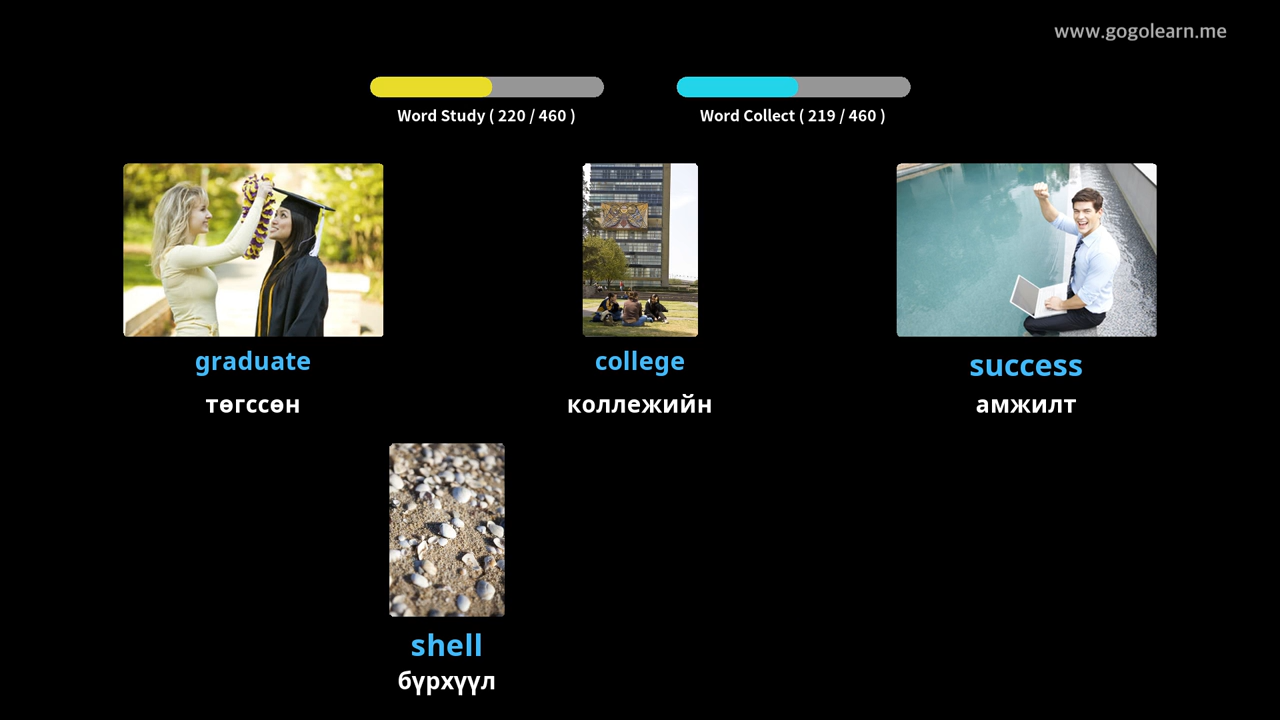 www.gogolearn.me
Word Study ( 220 / 460 )
Word Collect ( 219 / 460 )
graduate
төгссөн
college
коллежийн
success
амжилт
shell
бүрхүүл